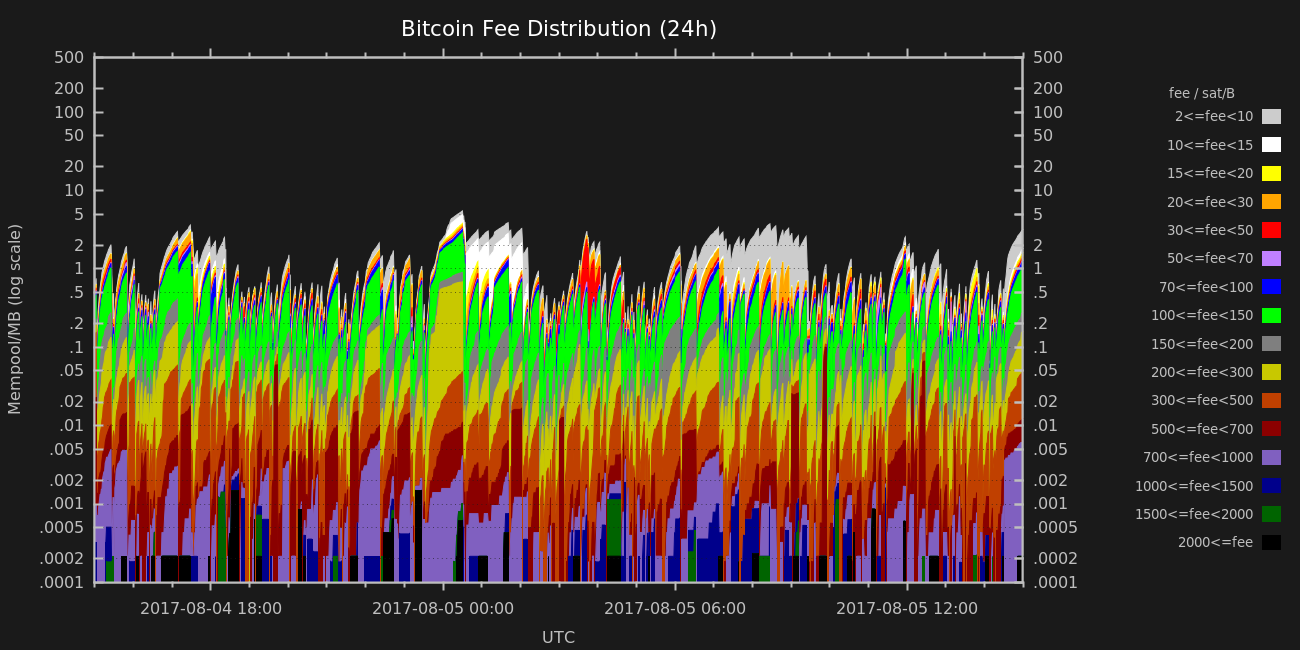 Bitcoin Fee Distribution (24h)
Mempool/MB (log scale)
500
200
100
50
20
10
5
2
1
.5
.2
.1
.05
.02
.01
.005
.002
.001
.0005
.0002
.0001
500
200
100
50
20
10
5
2
1
.5
.2
.1
.05
.02
.01
.005
.002
.001
.0005
.0002
.0001
2017-08-04 18:00
2017-08-05 00:00
2017-08-05 06:00
2017-08-05 12:00
UTC
fee / sat/B
2<=fee<10
10<=fee<15
15<=fee<20
20<=fee<30
30<=fee<50
50<=fee<70
70<=fee<100
100<=fee<150
150<=fee<200
200<=fee<300
300<=fee<500
500<=fee<700
700<=fee<1000
1000<=fee<1500
1500<=fee<2000
2000<=fee